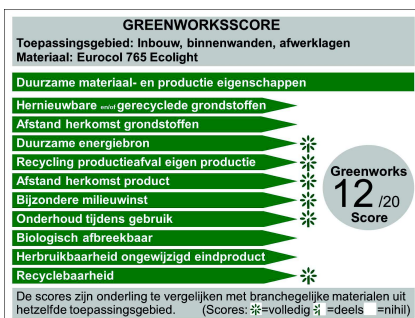 GREENWORKSSCORE
Toepassingsgebied: Inbouw, binnenwanden, afwerklagen
Materiaal: Eurocol 765 Ecolight
Duurzame materiaal- en productie eigenschappen
Hernieuwbare en/of gerecyclede grondstoffen
Afstand herkomst grondstoffen
Duurzame energiebron
Recycling productieafval eigen productie
Afstand herkomst product
Bijzondere milieuwinst
Onderhoud tijdens gebruik
Biologisch afbreekbaar
Herbruikbaarheid ongewijzigd eindproduct
Recyclebaarheid
Greenworks
12 /20
Score
De scores zijn onderling te vergelijken met branchegelijke materialen uit
hetzelfde toepassingsgebied. (Scores: =volledig =deels =nihil)